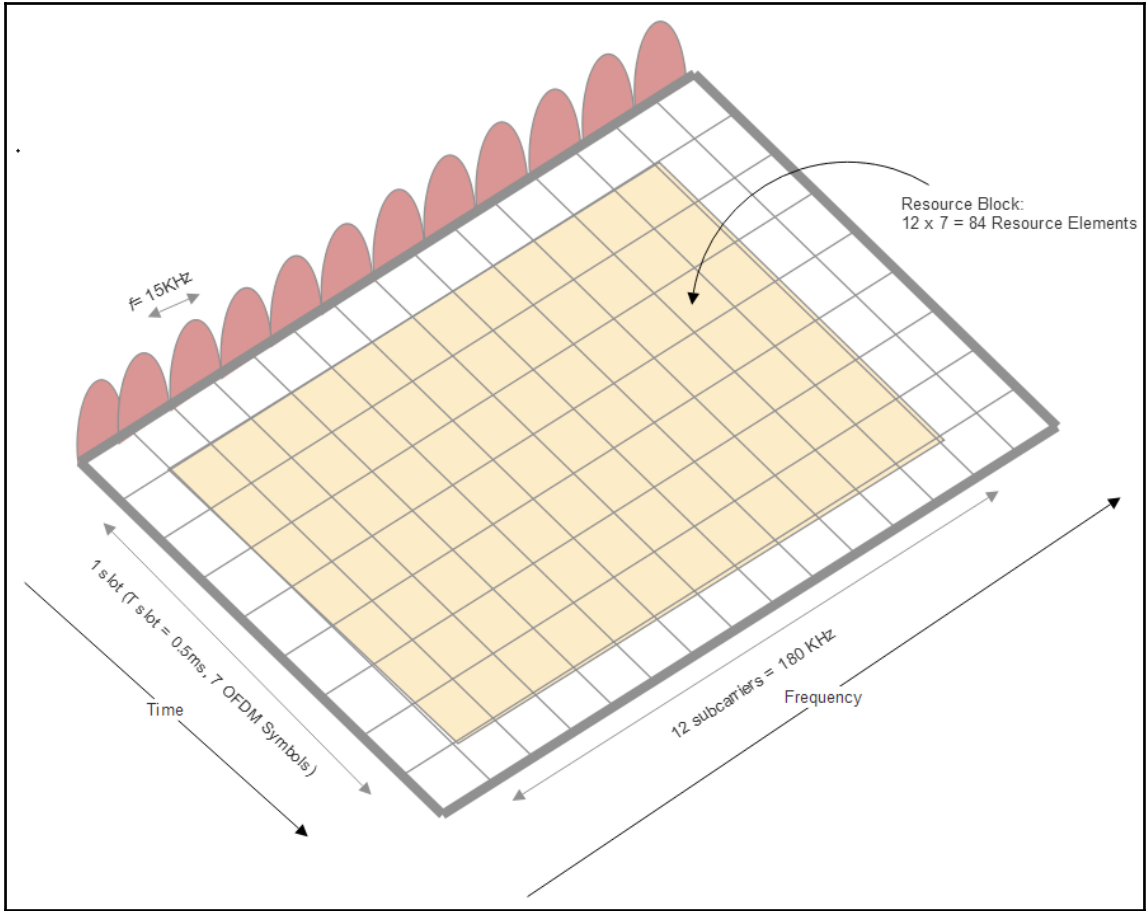 Resource Block:
12 x 7 = 84 Resource Elements
f= 15KHz
1 slot (T slot = 0.5ms, 7 OFDM Symbols)
Time
12 subcarriers = 180 KHz
Frequency